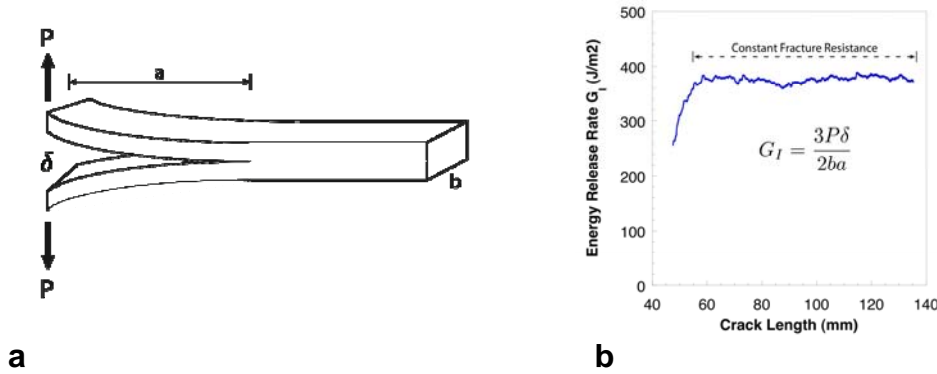 P
a
δ
b
P
a
500
400
300
200
100
0
Energy Release Rate G_I (J/m2)
Constant Fracture Resistance
G_I = 3Pδ / 2ba
40 60 80 100 120 140
Crack Length (mm)
b